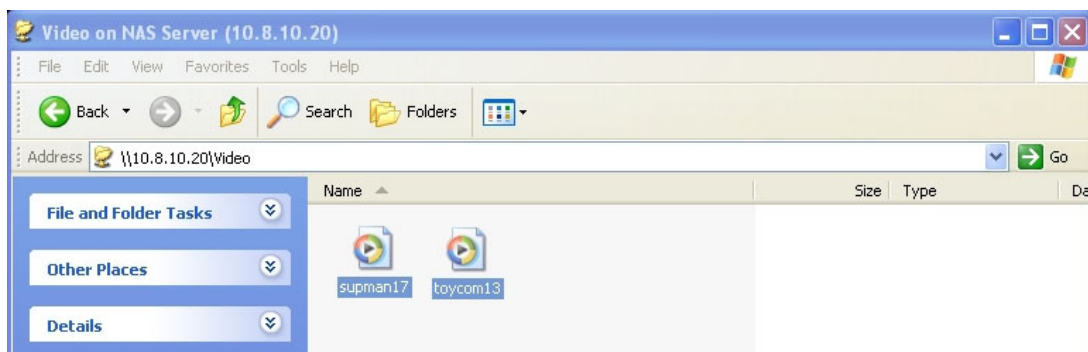 Video on NAS Server (10.8.10.20)
File Edit View Favorites Tools Help
Back Search Folders
Address \\10.8.10.20\Video Go
Name Size Type Da
File and Folder Tasks
Other Places
Details
supman17 toycom13